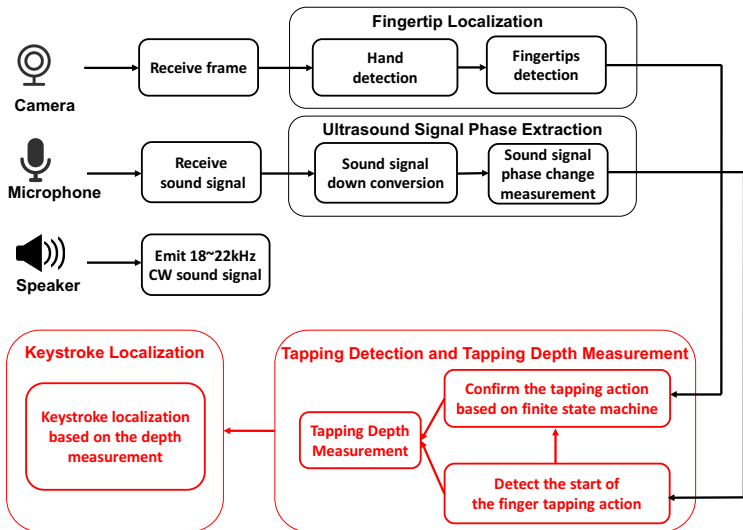 Fingertip Localization
Camera
Receive frame
Hand
detection
Fingertips
detection
Ultrasound Signal Phase Extraction
Microphone
Receive
sound signal
Sound signal
down conversion
Sound signal
phase change
measurement
Speaker
Emit 18~22kHz
CW sound signal
Keystroke Localization
Keystroke localization
based on the depth
measurement
Tapping Detection and Tapping Depth Measurement
Confirm the tapping action
based on finite state machine
Tapping Depth
Measurement
Detect the start of
the finger tapping action